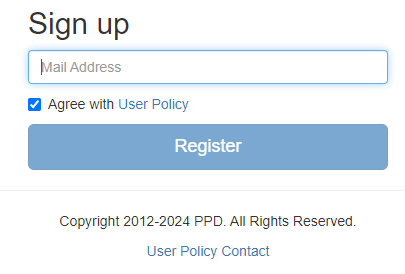 Sign up
Mail Address
Agree with User Policy
Register
Copyright 2012-2024 PPD. All Rights Reserved.
User Policy Contact